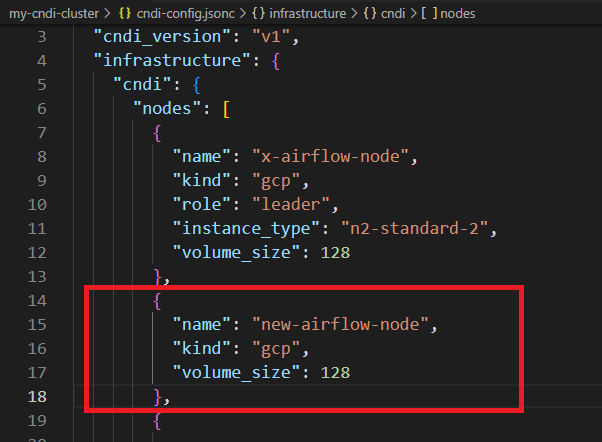 my-cndi-cluster > cndi-config.jsonc > {} infrastructure > {} cndi > [ ] nodes
3 "cndi_version": "v1",
4 "infrastructure": {
5 "cndi": {
6 "nodes": [
7 {
8 "name": "x-airflow-node",
9 "kind": "gcp",
10 "role": "leader",
11 "instance_type": "n2-standard-2",
12 "volume_size": 128
13 },
14 {
15 "name": "new-airflow-node",
16 "kind": "gcp",
17 "volume_size": 128
18 },
19 {